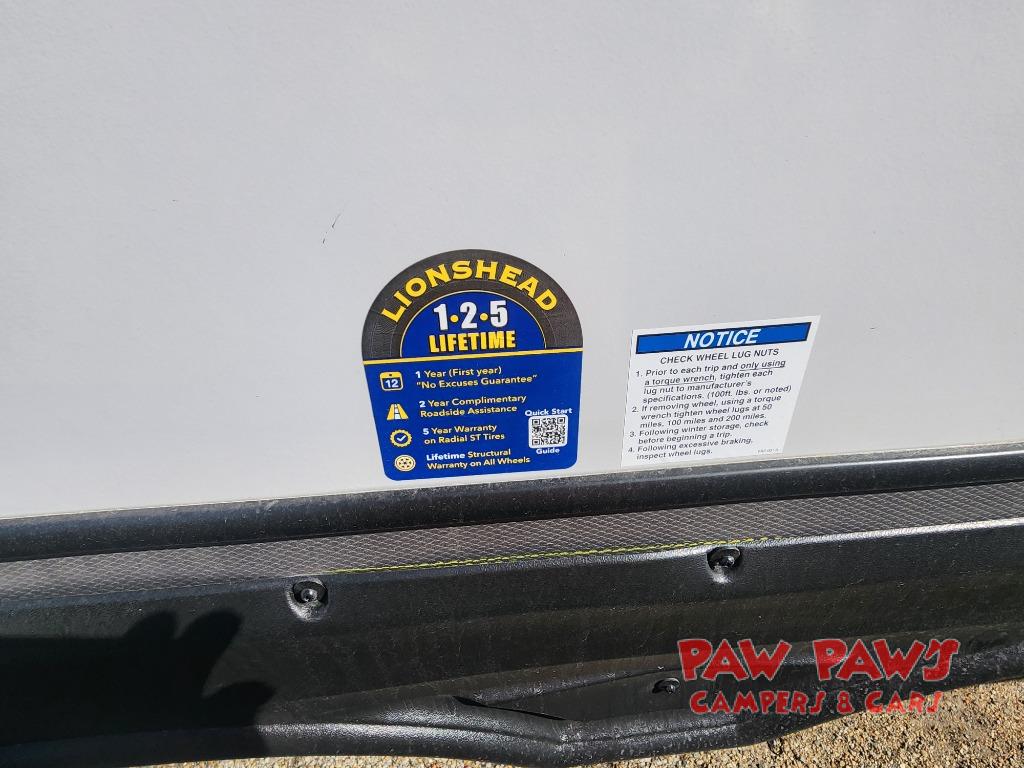 LIONSHEAD
1•2•5
LIFETIME
12
1 Year (First year)
"No Excuses Guarantee"
2 Year Complimentary
Roadside Assistance
5 Year Warranty
on Radial ST Tires
Lifetime Structural
Warranty on All Wheels
Quick Start
Guide
NOTICE
CHECK WHEEL LUG NUTS
1. Prior to each trip and only using
a torque wrench, tighten each
lug nut to manufacturer's
specifications. (100ft. lbs. or noted)
2. If removing wheel, using a torque
wrench tighten wheel lugs at 50
miles, 100 miles and 200 miles.
3. Following winter storage, check
before beginning a trip.
4. Following excessive braking,
inspect wheel lugs.
PAW PAW'S
CAMPERS & CARS